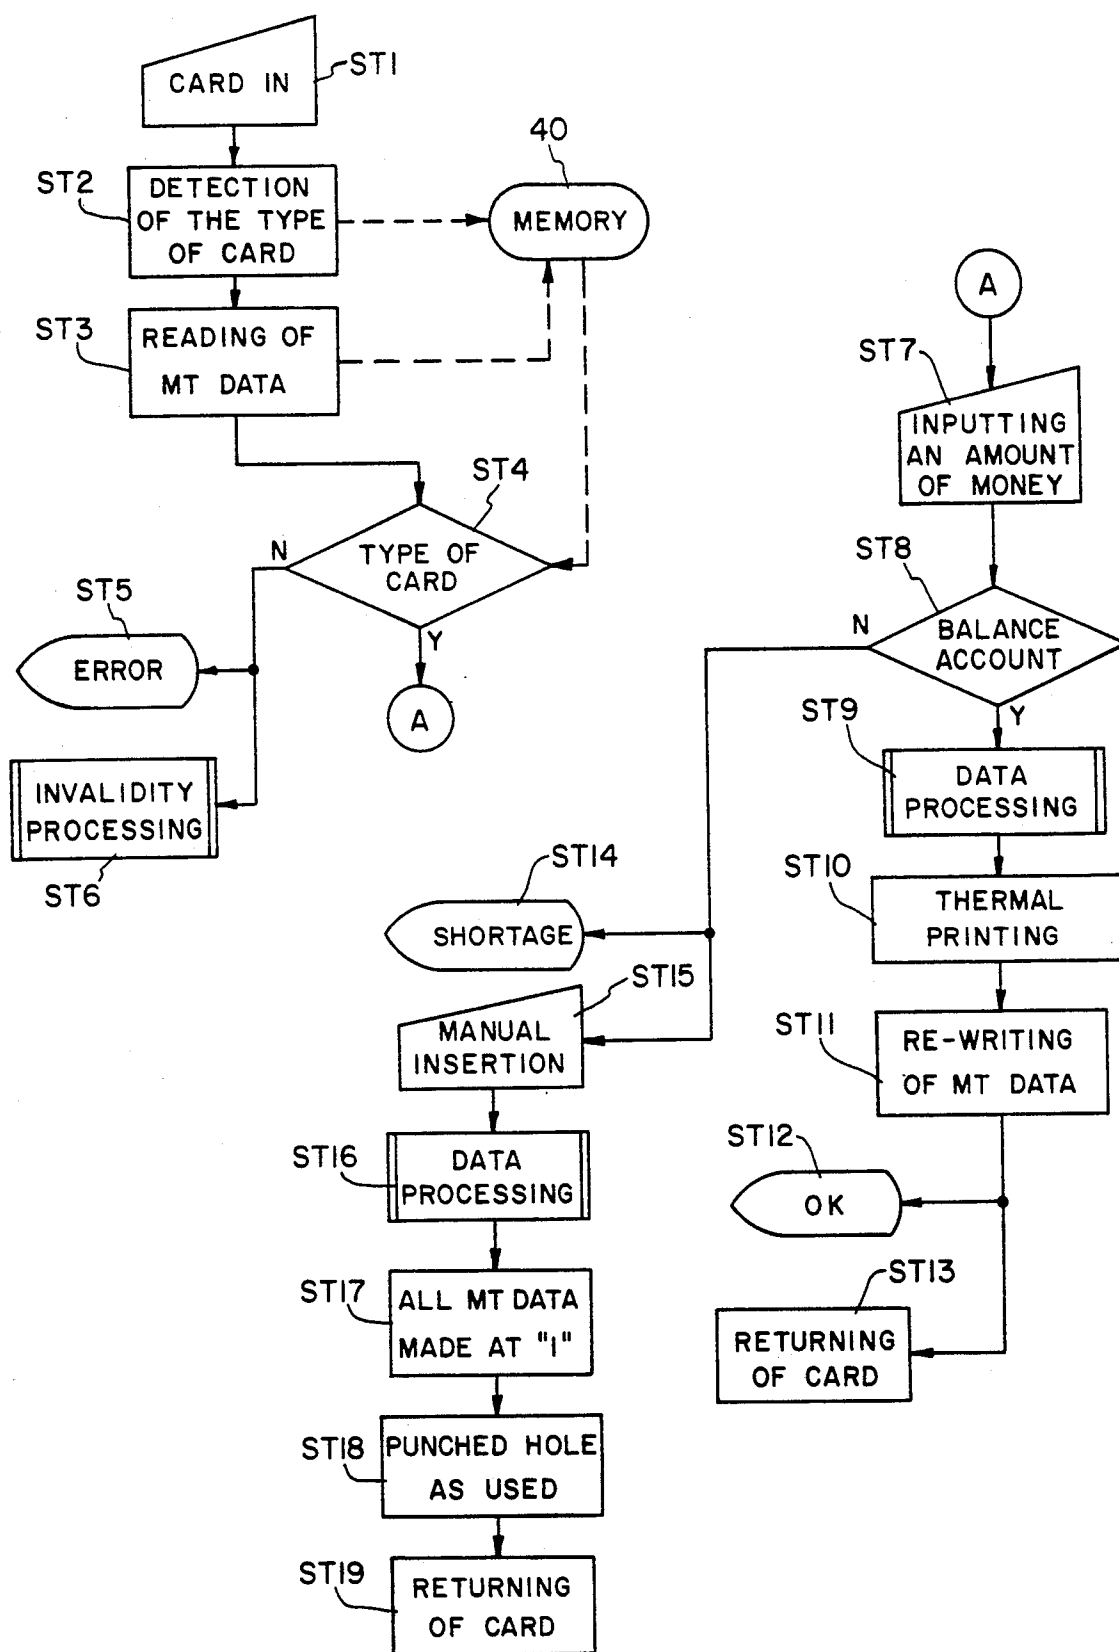 CARD IN
ST1
ST2
DETECTION
OF THE TYPE
OF CARD
40
MEMORY
ST3
READING OF
MT DATA
ST4
TYPE OF
CARD
N
Y
ST5
ERROR
A
INVALIDITY
PROCESSING
ST6
A
ST7
INPUTTING
AN AMOUNT
OF MONEY
ST8
BALANCE
ACCOUNT
N
Y
ST9
DATA
PROCESSING
ST10
THERMAL
PRINTING
ST11
RE-WRITING
OF MT DATA
ST12
OK
ST13
RETURNING
OF CARD
ST14
SHORTAGE
ST15
MANUAL
INSERTION
ST16
DATA
PROCESSING
ST17
ALL MT DATA
MADE AT "1"
ST18
PUNCHED HOLE
AS USED
ST19
RETURNING
OF CARD